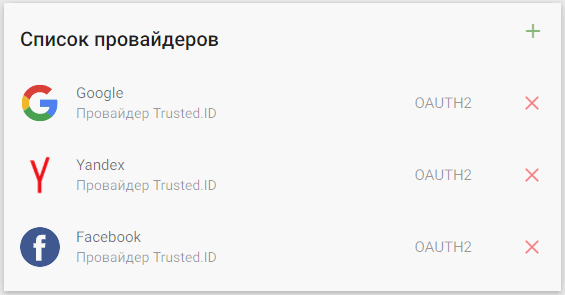 Список провайдеров
Google
Провайдер Trusted.ID
OAUTH2
Yandex
Провайдер Trusted.ID
OAUTH2
Facebook
Провайдер Trusted.ID
OAUTH2